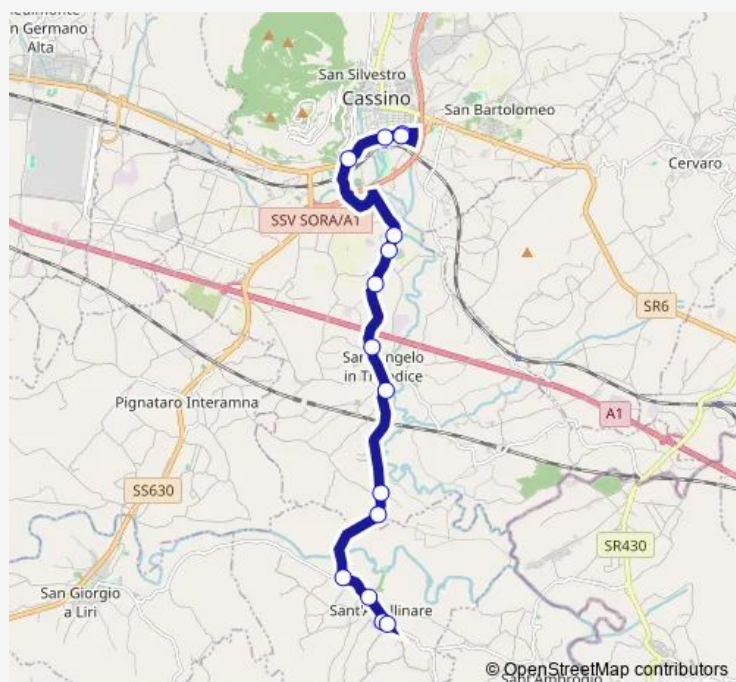 n Germano
Alta
San Silvestro
Cassino
San Bartolomeo
Cervaro
SSV SORA/A1
SR6
in
Pignataro Interamna
A1
SS630
SR430
San Giorgio
a Liri
© OpenStreetMap contributors